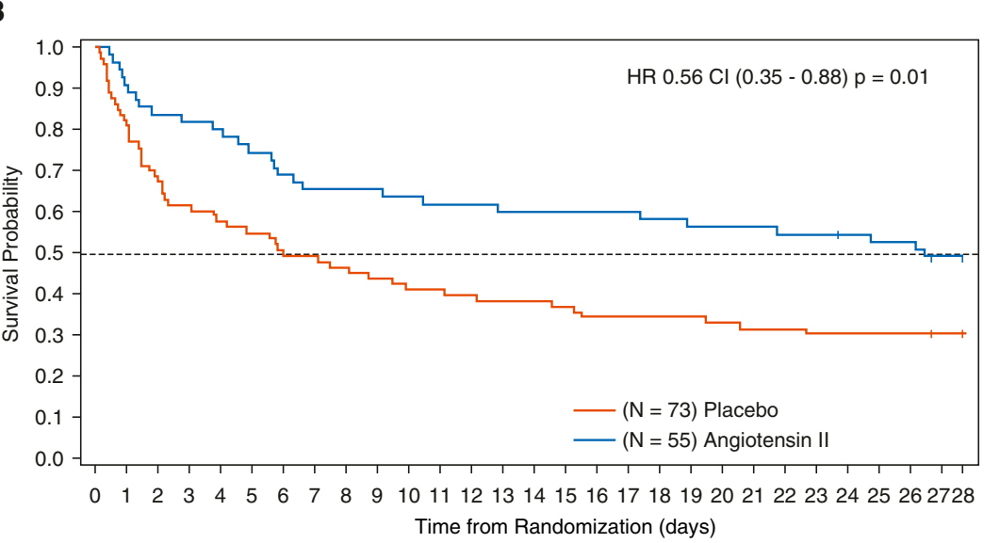 B
HR 0.56 CI (0.35 - 0.88) p = 0.01
Survival Probability
1.0
0.9
0.8
0.7
0.6
0.5
0.4
0.3
0.2
0.1
0.0
(N = 73) Placebo
(N = 55) Angiotensin II
0 1 2 3 4 5 6 7 8 9 10 11 12 13 14 15 16 17 18 19 20 21 22 23 24 25 26 27 28
Time from Randomization (days)